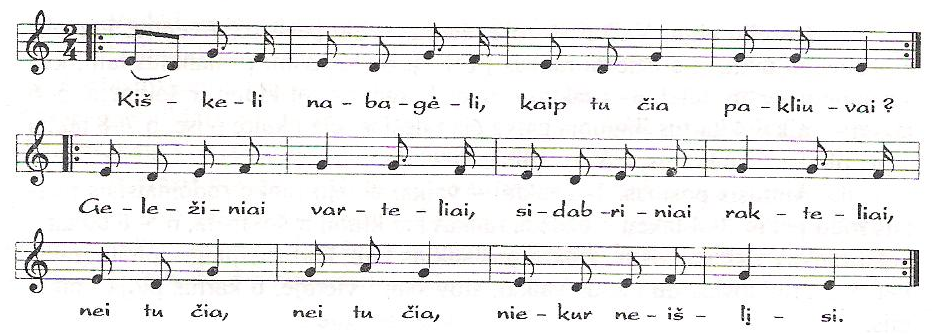 2
4
Kiš - ke - li na - ba - gė - li, kaip tu čia pa - kliu - vai?
Ge - le - ži - niai var - te - liai, si - dab - ri - niai rak - te - liai,
nei tu čia, nei tu čia, nie - kur ne - iš - lį - si.